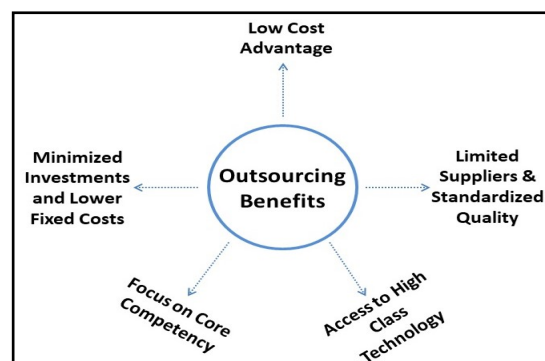 Low Cost
Advantage
Minimized
Investments
and Lower
Fixed Costs
Outsourcing
Benefits
Limited
Suppliers &
Standardized
Quality
Focus on Core
Competency
Access to High
Class
Technology